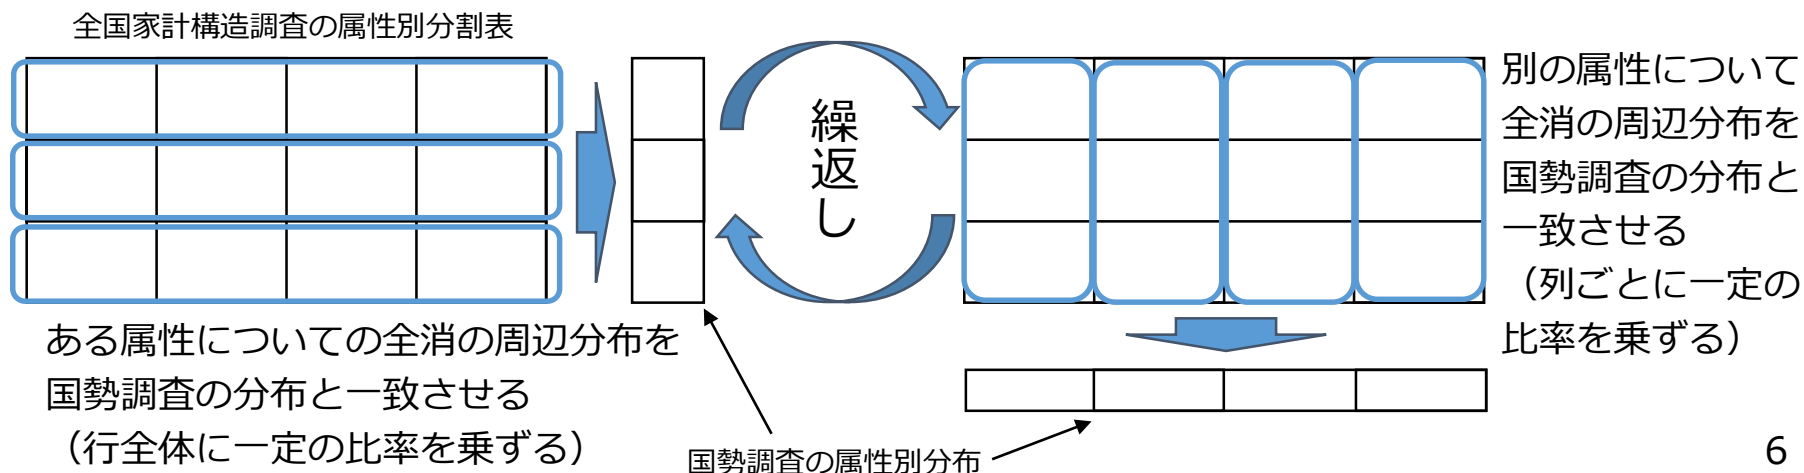 全国家計構造調査の属性別分割表
繰返し
別の属性について
全消の周辺分布を
国勢調査の分布と
一致させる
（列ごとに一定の
比率を乗ずる）
ある属性についての全消の周辺分布を
国勢調査の分布と一致させる
（行全体に一定の比率を乗ずる）
国勢調査の属性別分布
6